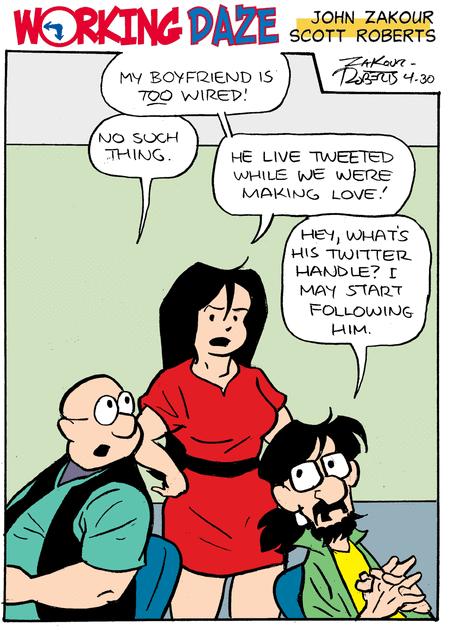 WORKING DAZE
JOHN ZAKOUR
SCOTT ROBERTS
ZAKOUR-
ROBERTS 4.30
MY BOYFRIEND IS
TOO WIRED!
NO SUCH
THING.
HE LIVE TWEETED
WHILE WE WERE
MAKING LOVE!
HEY, WHAT'S
HIS TWITTER
HANDLE? I
MAY START
FOLLOWING
HIM.